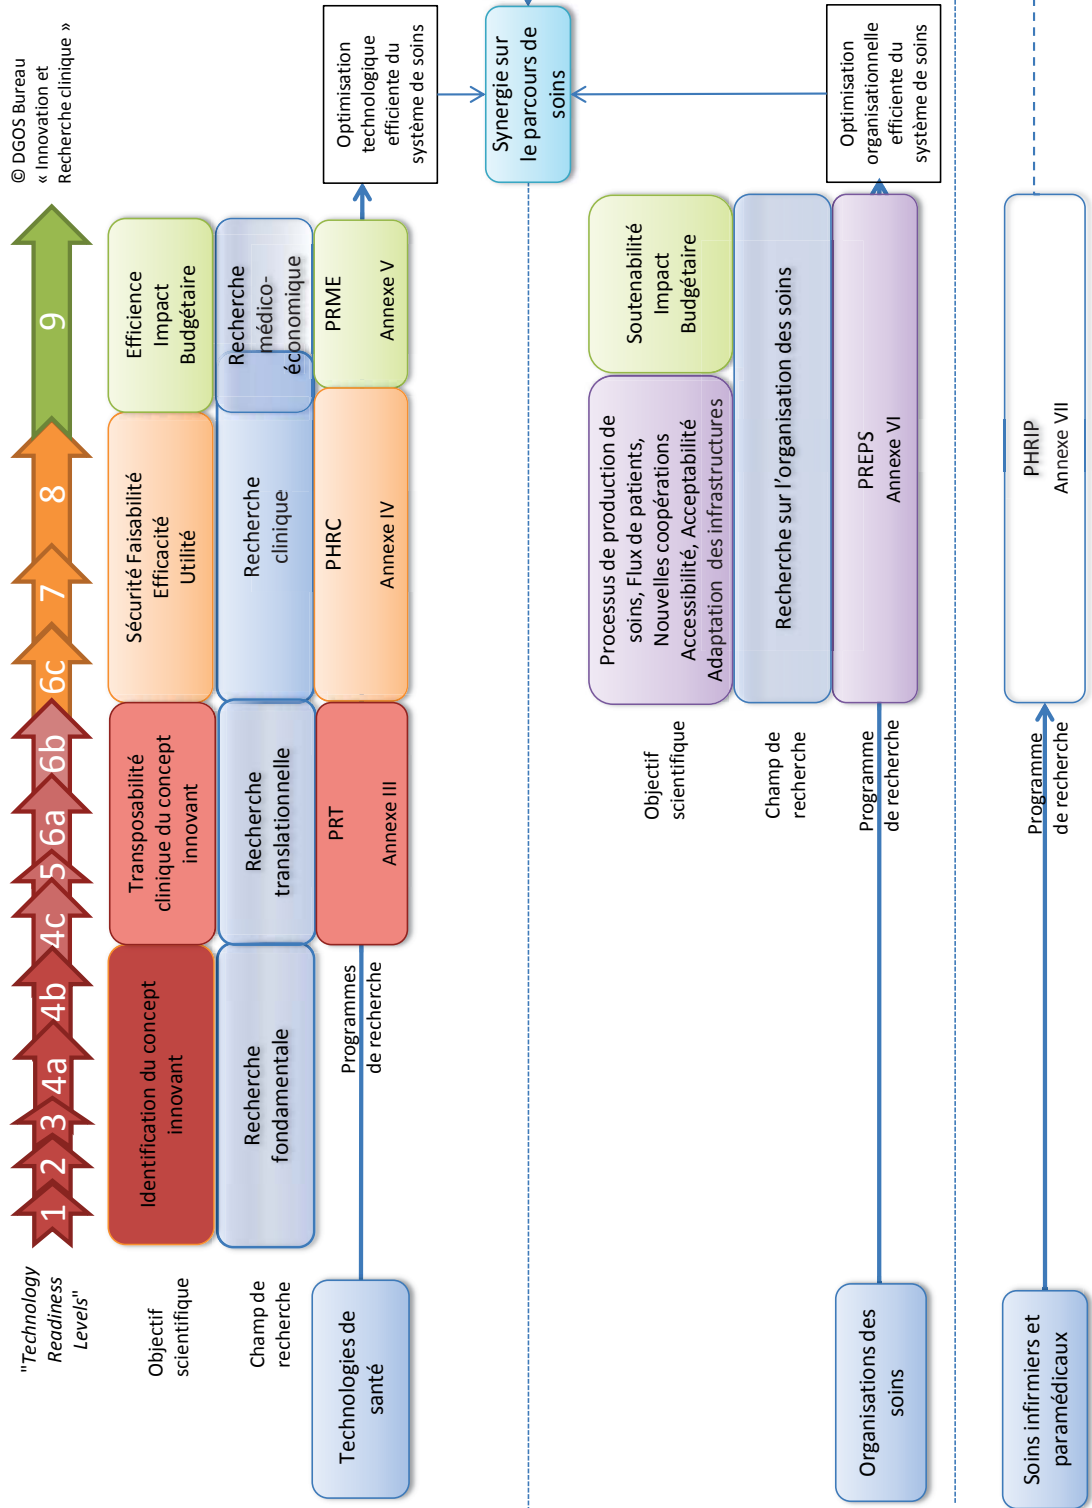 © DGOS Bureau
« Innovation et
Recherche clinique »
"Technology
Readiness
Levels"
1
2
3
4a
4b
4c
5
6a
6b
6c
7
8
9
Objectif
scientifique
Identification du concept
innovant
Transposabilité
clinique du concept
innovant
Sécurité Faisabilité
Efficacité
Utilité
Efficience
Impact
Budgétaire
Champ de
recherche
Recherche
fondamentale
Recherche
translationnelle
Recherche
clinique
Recherche
médico-
économique
Technologies de
santé
Programmes
de recherche
PRT
Annexe III
PHRC
Annexe IV
PRME
Annexe V
Optimisation
technologique
efficiente du
système de soins
Synergie sur
le parcours de
soins
Objectif
scientifique
Processus de production de
soins, Flux de patients,
Nouvelles coopérations
Accessibilité, Acceptabilité
Adaptation des infrastructures
Soutenabilité
Impact
Budgétaire
Champ de
recherche
Recherche sur l'organisation des soins
Organisations des
soins
Programme
de recherche
PREPS
Annexe VI
Optimisation
organisationnelle
efficiente du
système de soins
Soins infirmiers et
paramédicaux
Programme
de recherche
PHRIP
Annexe VII